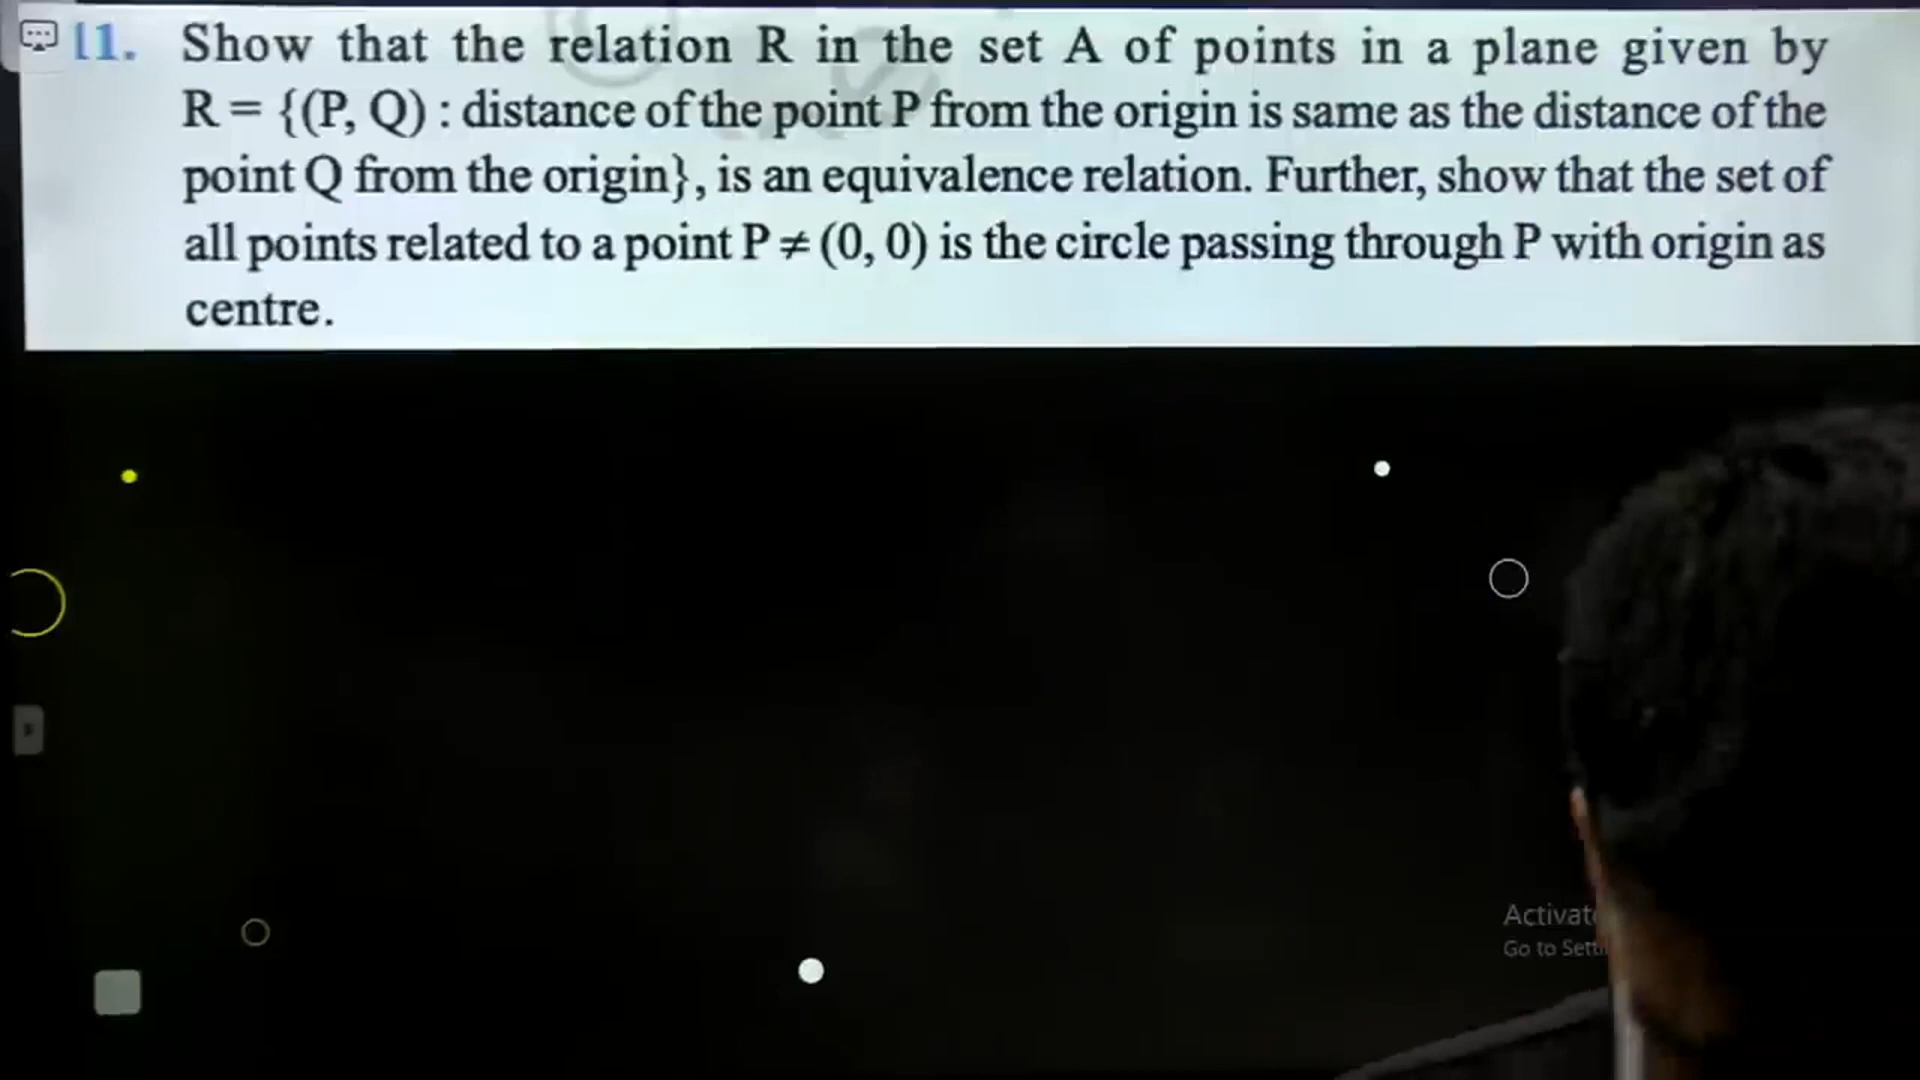 11. Show that the relation R in the set A of points in a plane given by
R = {(P, Q) : distance of the point P from the origin is same as the distance of the
point Q from the origin}, is an equivalence relation. Further, show that the set of
all points related to a point P ≠ (0, 0) is the circle passing through P with origin as
centre.
Go to